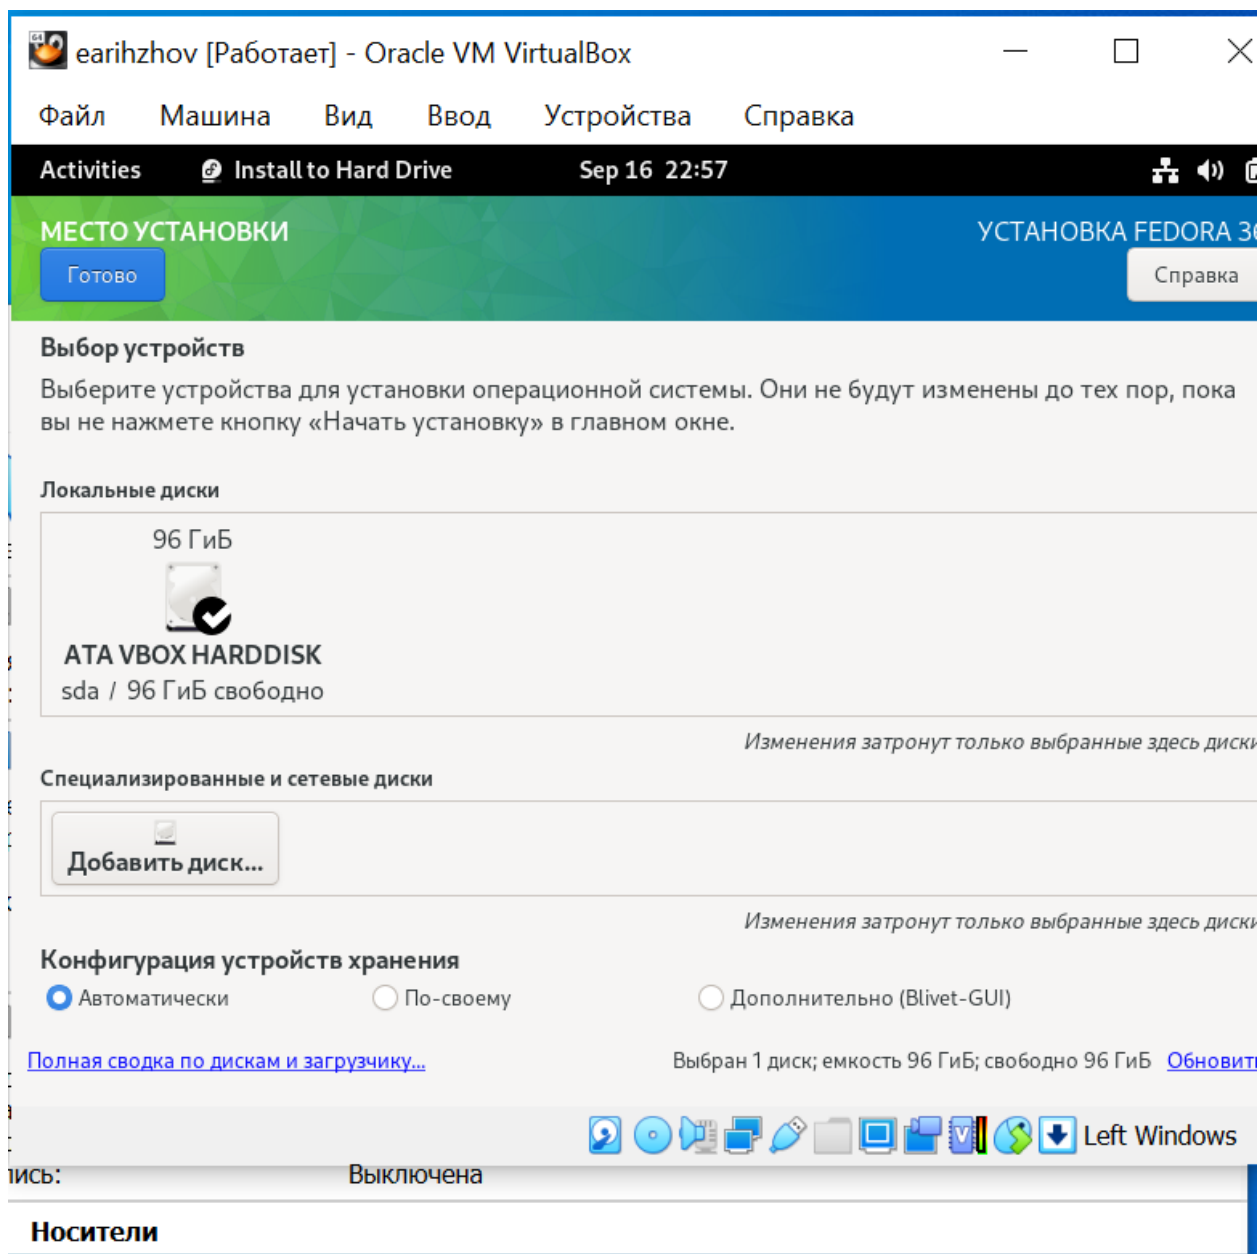 earihzhov [Работает] - Oracle VM VirtualBox
Файл Машина Вид Ввод Устройства Справка
Activities Install to Hard Drive Sep 16 22:57
МЕСТО УСТАНОВКИ УСТАНОВКА FEDORA 36
Готово Справка
Выбор устройств
Выберите устройства для установки операционной системы. Они не будут изменены до тех пор, пока
вы не нажмете кнопку «Начать установку» в главном окне.
Локальные диски
96 ГиБ
ATA VBOX HARDDISK
sda / 96 ГиБ свободно
Изменения затронут только выбранные здесь диски
Специализированные и сетевые диски
Добавить диск...
Изменения затронут только выбранные здесь диски
Конфигурация устройств хранения
Автоматически По-своему Дополнительно (Blivet-GUI)
Полная сводка по дискам и загрузчику... Выбран 1 диск; емкость 96 ГиБ; свободно 96 ГиБ Обновить
Left Windows
Выключена
Носители